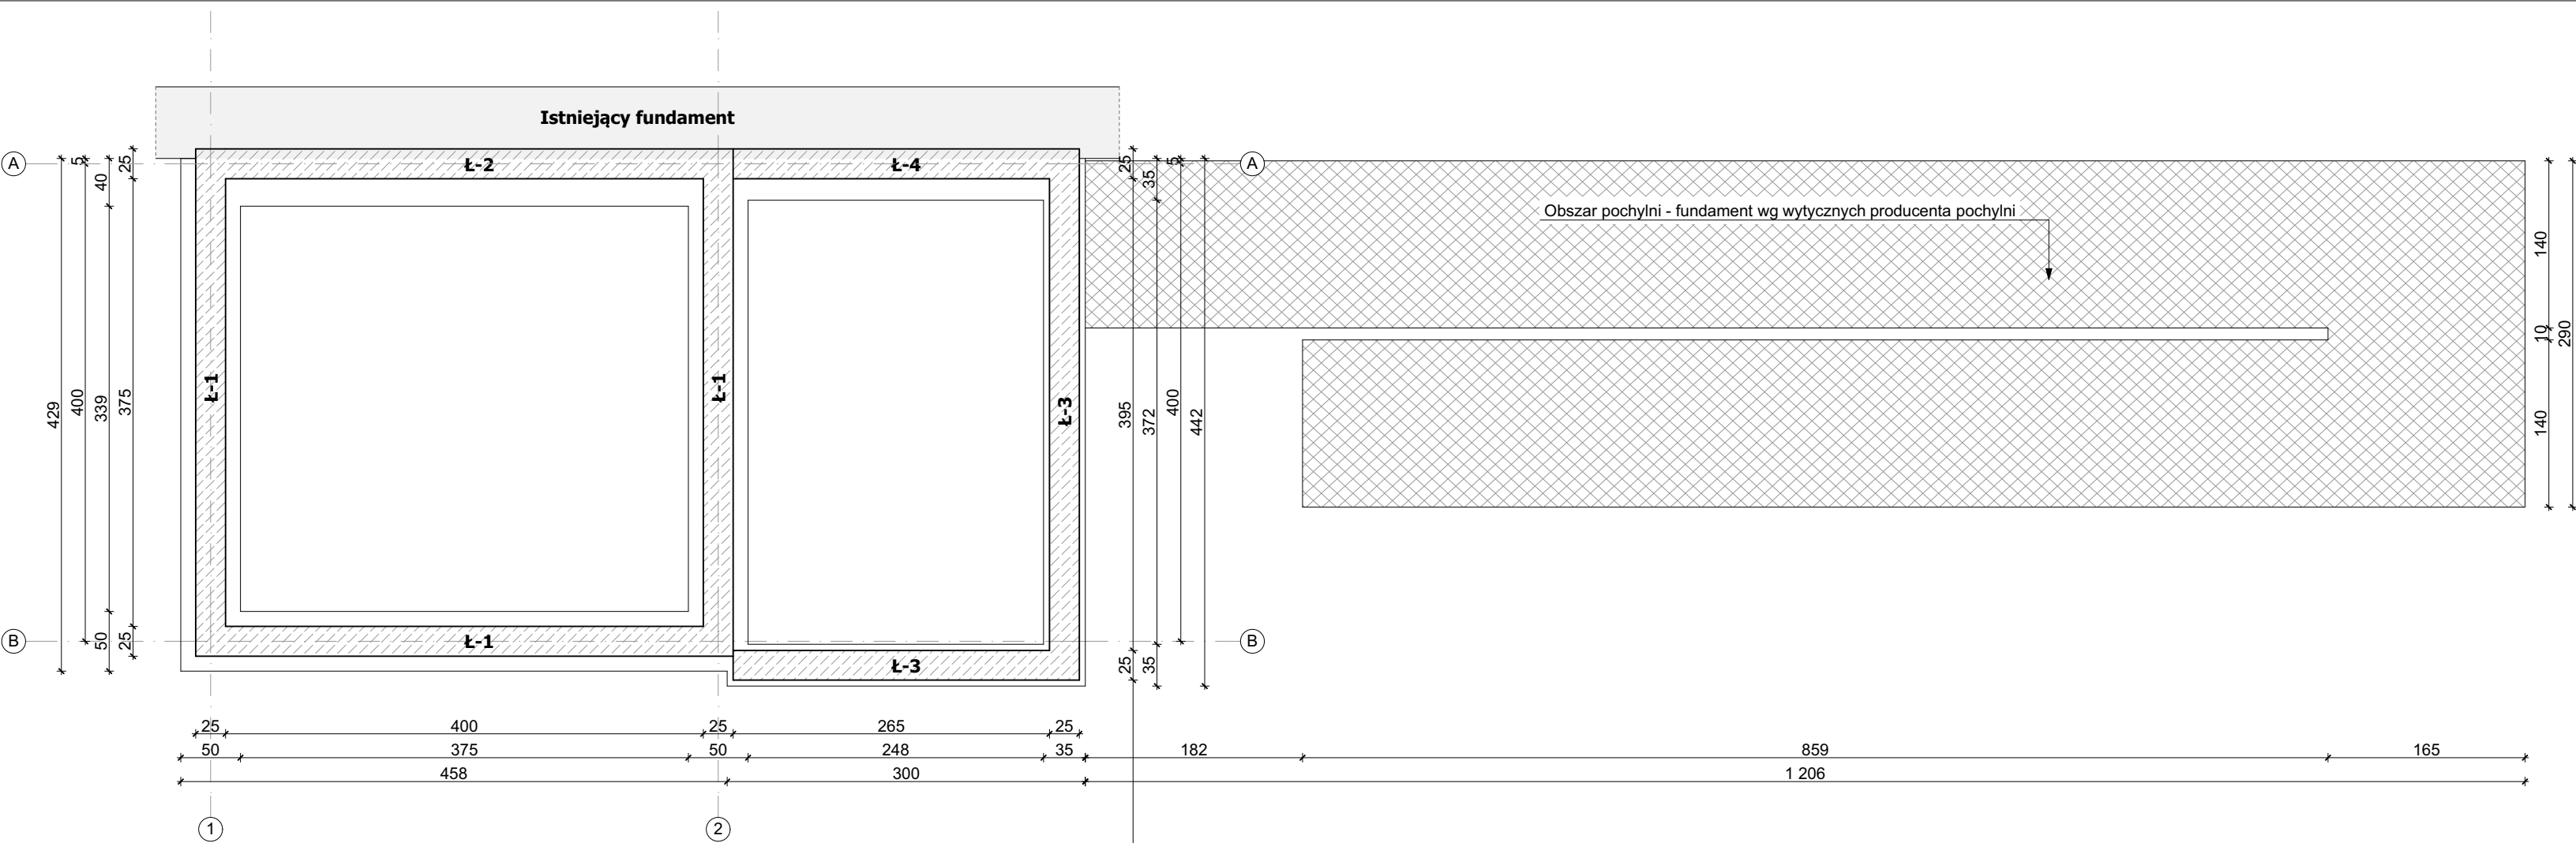 Istniejący fundament
A
5
25
40
Ł-2
Ł-4
25
5
35
A
Obszar pochylni - fundament wg wytycznych producenta pochylni
140
10
290
140
429
400
339
375
Ł-1
Ł-1
Ł-3
395
372
400
442
B
50
25
Ł-1
Ł-3
25
35
B
25 400 25 265 25
50 375 50 248 35 182 859 165
458 300 1 206
1 2